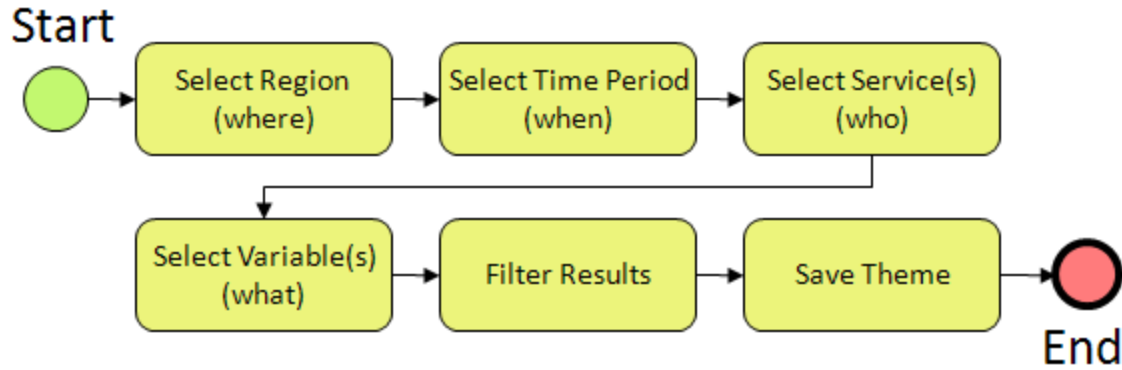 Start
Select Region
(where)
Select Time Period
(when)
Select Service(s)
(who)
Select Variable(s)
(what)
Filter Results
Save Theme
End